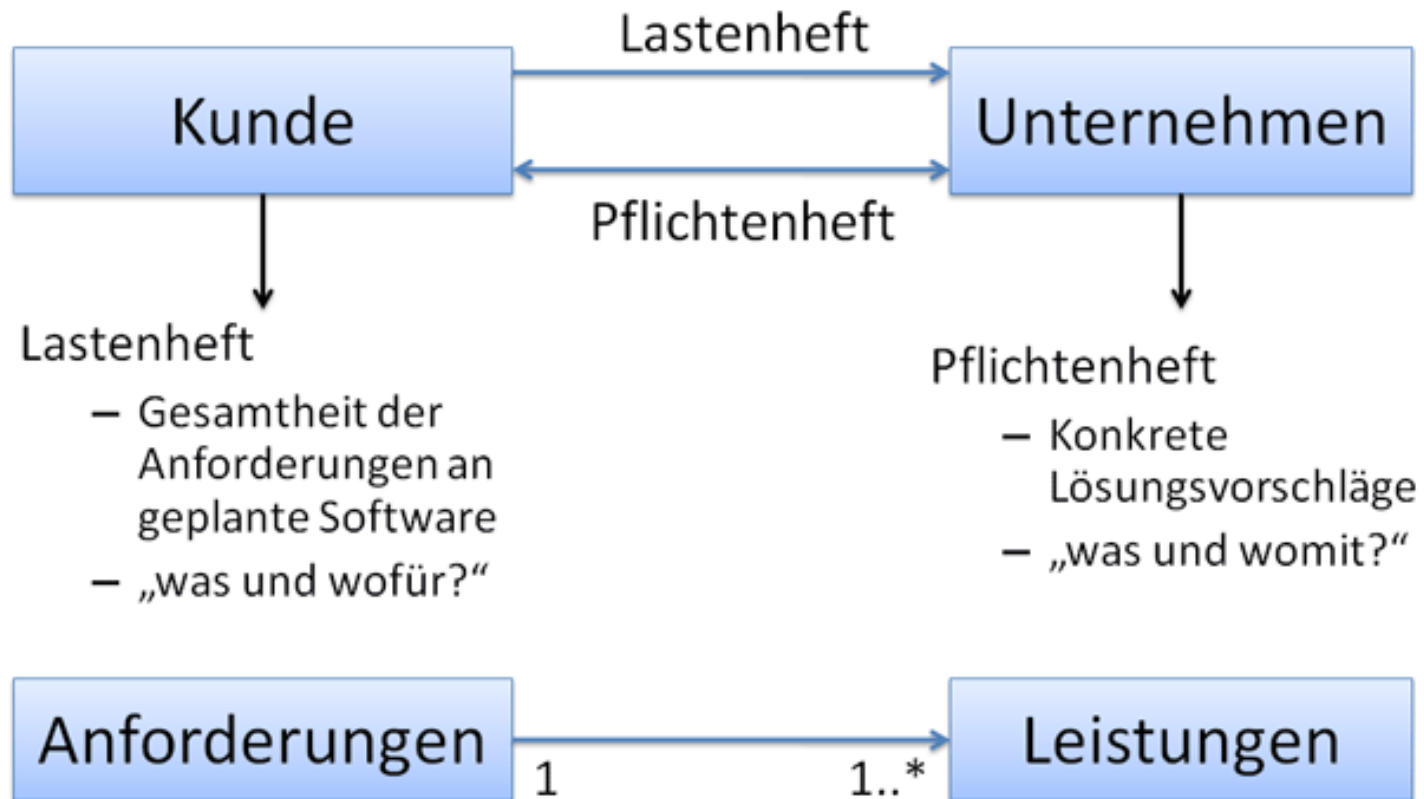 Lastenheft
Kunde
Unternehmen
Pflichtenheft
Lastenheft
– Gesamtheit der
Anforderungen an
geplante Software
– „was und wofür?“
Pflichtenheft
– Konkrete
Lösungsvorschläge
– „was und womit?“
Anforderungen
Leistungen
1
1..*